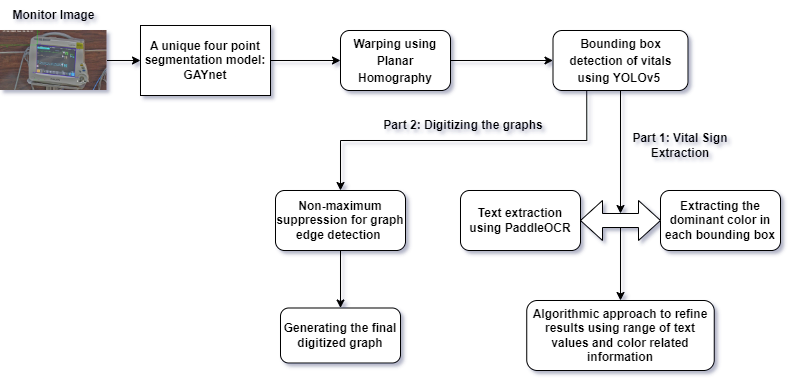 Monitor Image
A unique four point
segmentation model:
GAYnet
Warping using
Planar
Homography
Bounding box
detection of vitals
using YOLOv5
Part 2: Digitizing the graphs
Part 1: Vital Sign
Extraction
Non-maximum
suppression for graph
edge detection
Text extraction
using PaddleOCR
Extracting the
dominant color in
each bounding box
Generating the final
digitized graph
Algorithmic approach to refine
results using range of text
values and color related
information